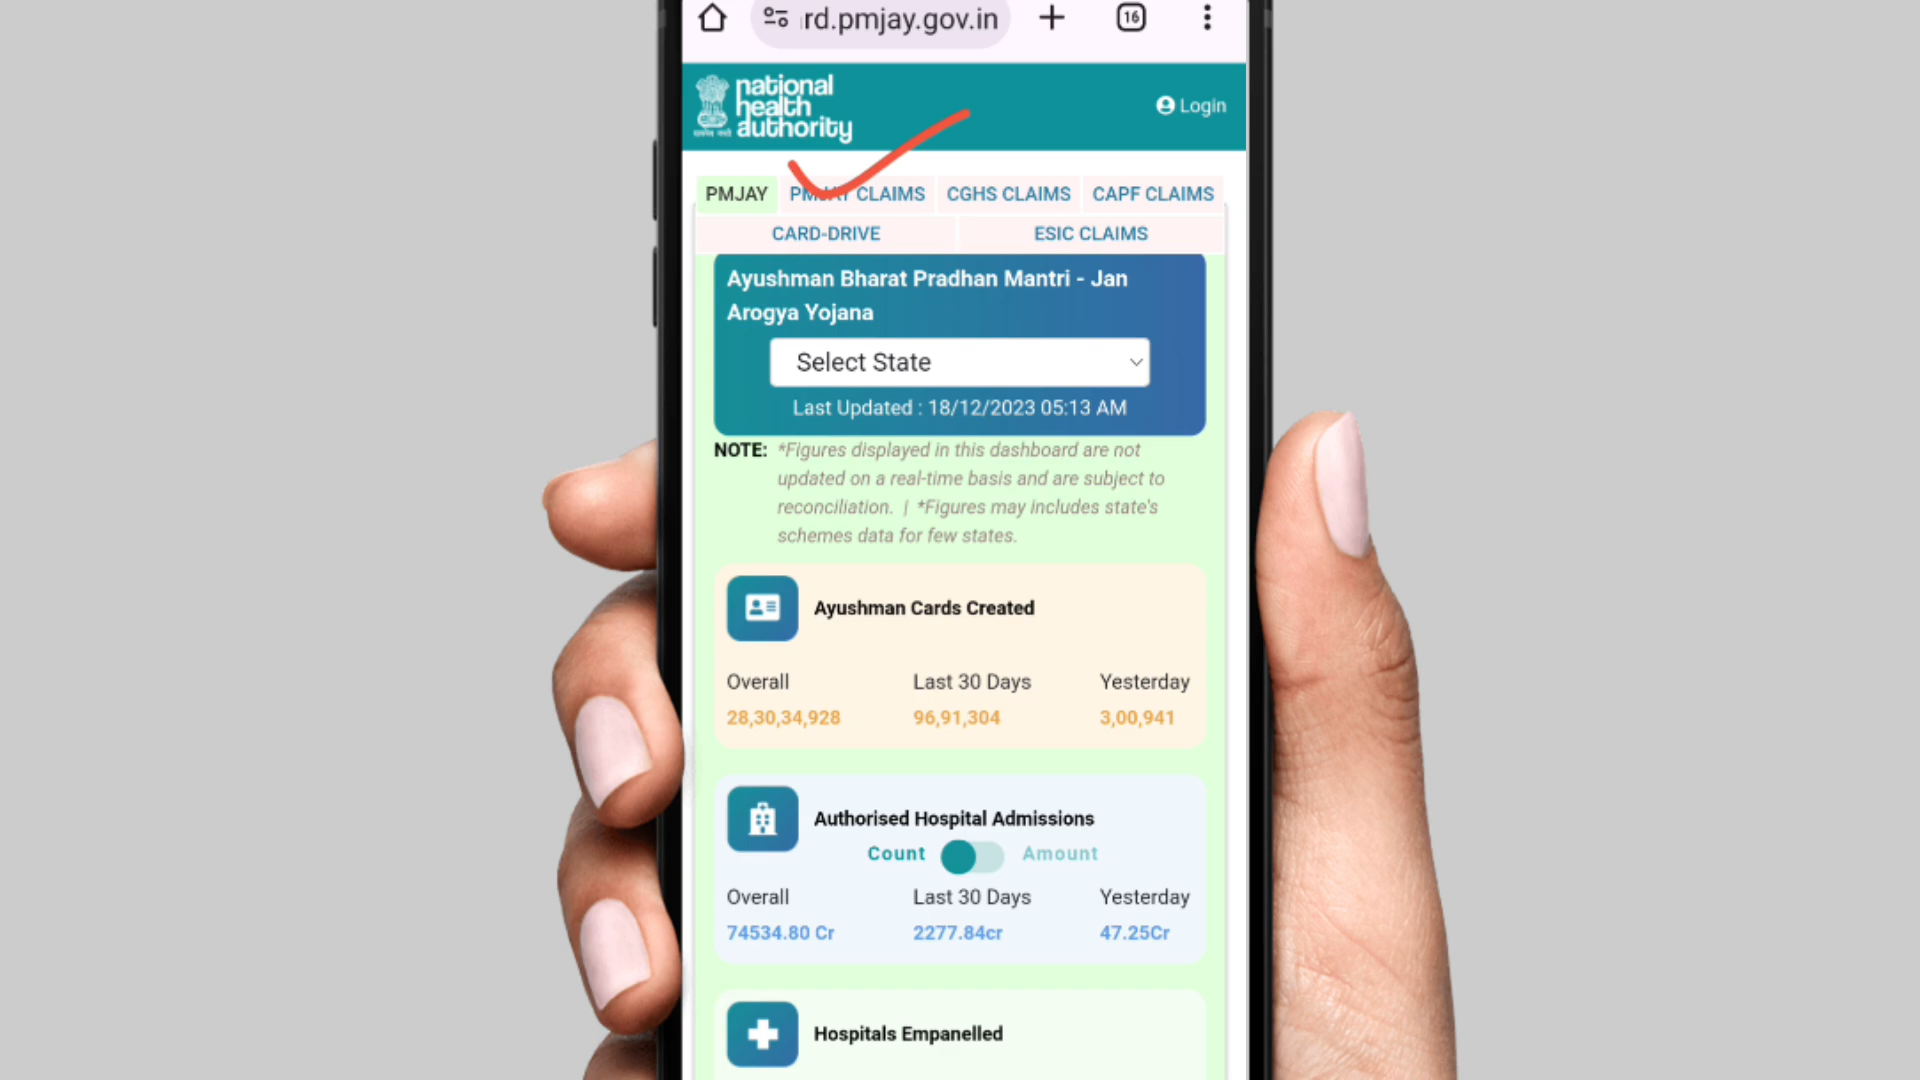 rd.pmjay.gov.in
16
national
health
authority
Login
PMJAY PMJAY CLAIMS CGHS CLAIMS CAPF CLAIMS
CARD-DRIVE ESIC CLAIMS
Ayushman Bharat Pradhan Mantri - Jan
Arogya Yojana
Select State
Last Updated : 18/12/2023 05:13 AM
NOTE: *Figures displayed in this dashboard are not
updated on a real-time basis and are subject to
reconciliation. | *Figures may includes state's
schemes data for few states.
Ayushman Cards Created
Overall Last 30 Days Yesterday
28,30,34,928 96,91,304 3,00,941
Authorised Hospital Admissions
Count Amount
Overall Last 30 Days Yesterday
74534.80 Cr 2277.84cr 47.25Cr
Hospitals Empanelled